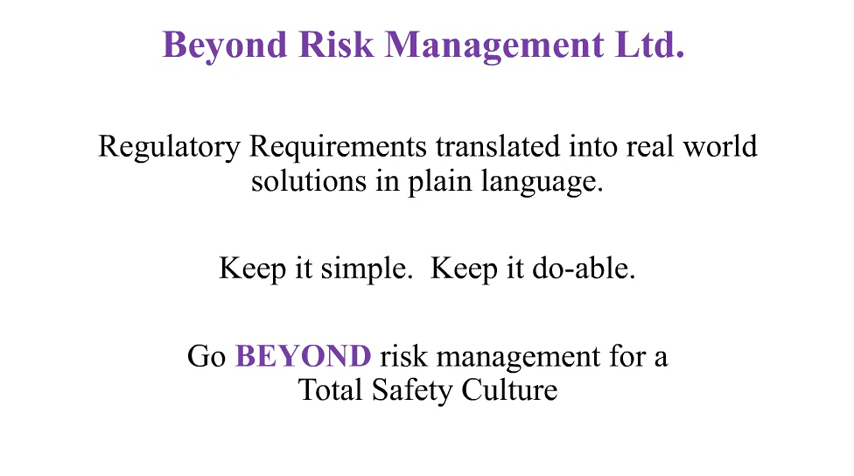 Beyond Risk Management Ltd.
Regulatory Requirements translated into real world
solutions in plain language.
Keep it simple.  Keep it do-able.
Go BEYOND risk management for a
Total Safety Culture